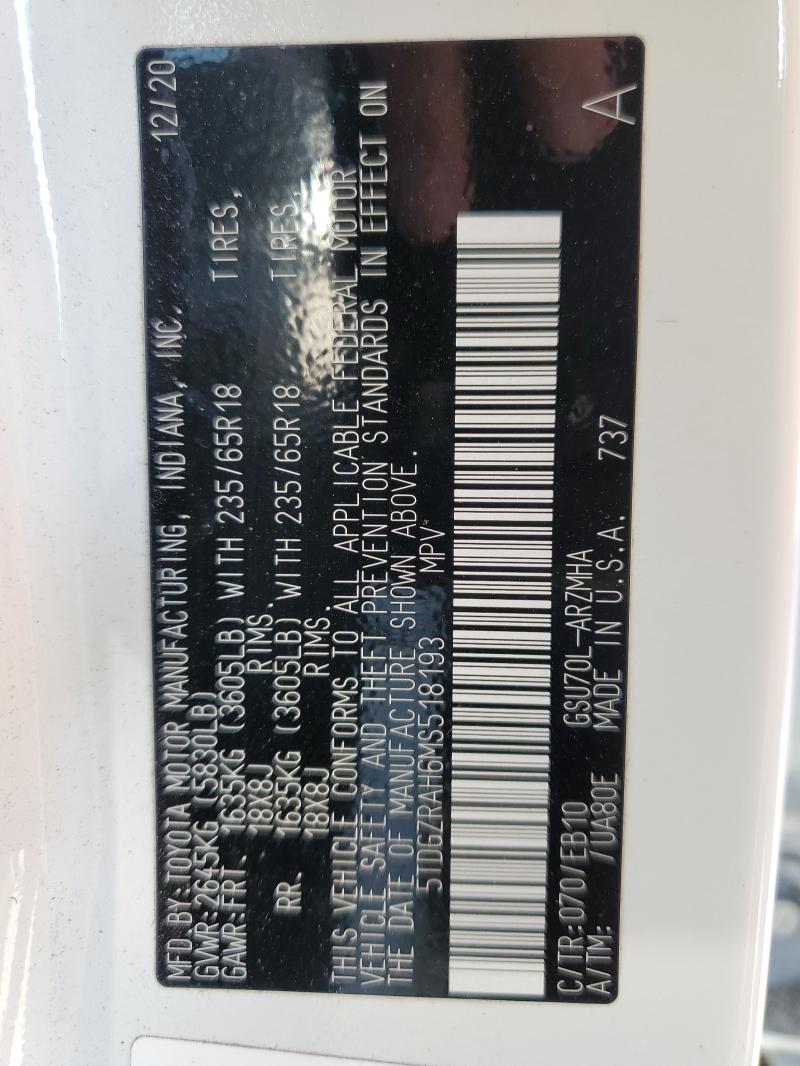 MFD.BY:TOYOTA MOTOR MANUFACTURING, INDIANA, INC. 12/20
GVWR:2645KG (5830LB)
GAWR:FRT. 1635KG (3605LB) WITH 235/65R18 TIRES,
18X8J RIMS.
RR. 1635KG (3605LB) WITH 235/65R18 TIRES,
18X8J RIMS.
THIS VEHICLE CONFORMS TO ALL APPLICABLE FEDERAL MOTOR
VEHICLE SAFETY AND THEFT PREVENTION STANDARDS IN EFFECT ON
THE DATE OF MANUFACTURE SHOWN ABOVE.
5TDGZRAH6MS518193 MPV
C/TR:070/EB10 GSU70L-ARZMHA
A/TM: /UA80E MADE IN U.S.A. 737 A